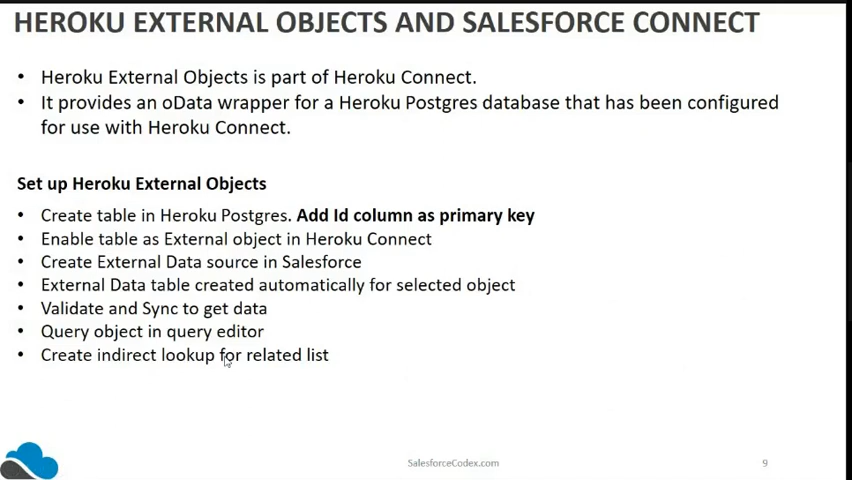 HEROKU EXTERNAL OBJECTS AND SALESFORCE CONNECT
• Heroku External Objects is part of Heroku Connect.
• It provides an oData wrapper for a Heroku Postgres database that has been configured
for use with Heroku Connect.
Set up Heroku External Objects
• Create table in Heroku Postgres. Add Id column as primary key
• Enable table as External object in Heroku Connect
• Create External Data source in Salesforce
• External Data table created automatically for selected object
• Validate and Sync to get data
• Query object in query editor
• Create indirect lookup for related list
SalesforceCodex.com
9